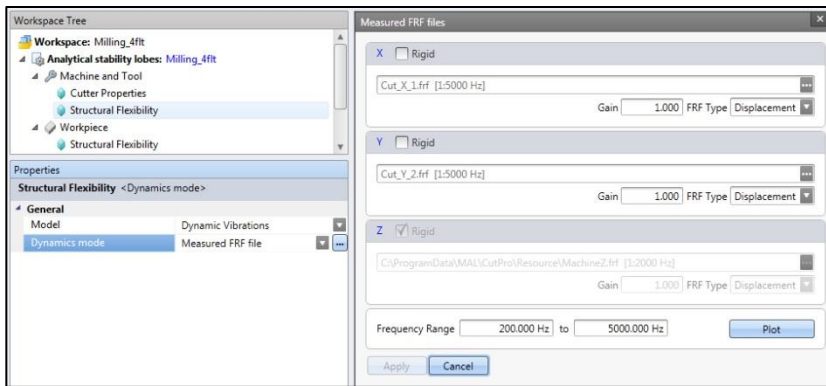 Workspace Tree
Workspace: Milling_4flt
Analytical stability lobes: Milling_4flt
Machine and Tool
Cutter Properties
Structural Flexibility
Workpiece
Structural Flexibility
Properties
Structural Flexibility <Dynamics mode>
General
Model Dynamic Vibrations
Dynamics mode Measured FRF file ...
Measured FRF files
X Rigid
Cut_X_1.frf [1:5000 Hz] ...
Gain 1.000 FRF Type Displacement
Y Rigid
Cut_Y_2.frf [1:5000 Hz] ...
Gain 1.000 FRF Type Displacement
Z Rigid
C:\ProgramData\MAL\CutPro\Resource\MachineZ.frf [1:2000 Hz] ...
Gain 1.000 FRF Type Displacement
Frequency Range 200.000 Hz to 5000.000 Hz Plot
Apply Cancel